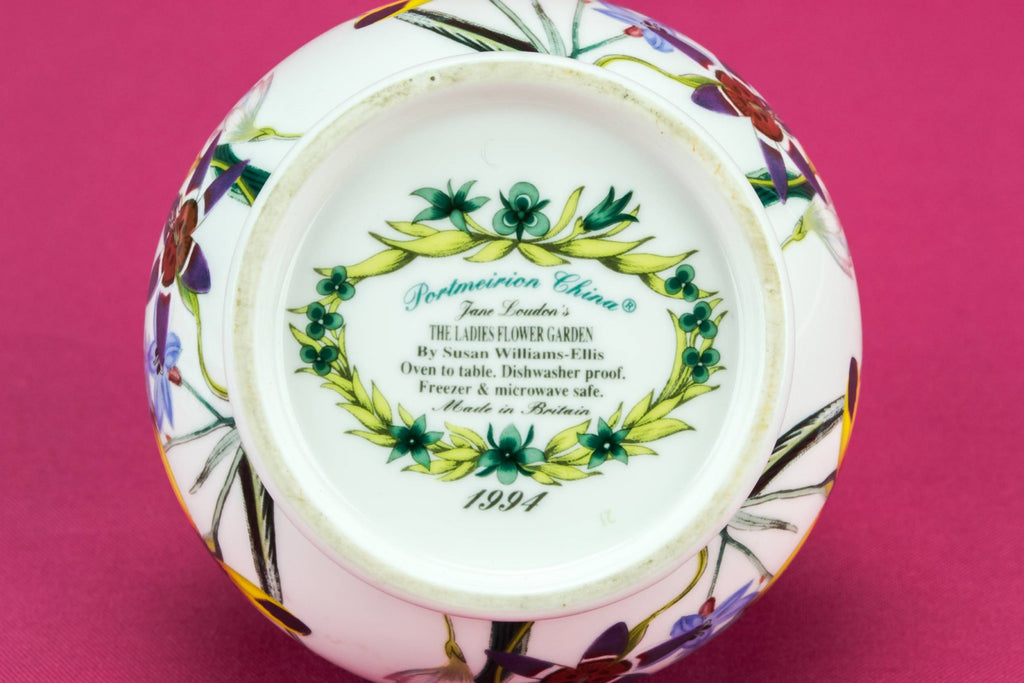 Portmeirion China®
Jane Loudon's
THE LADIES FLOWER GARDEN
By Susan Williams-Ellis
Oven to table. Dishwasher proof.
Freezer & microwave safe.
Made in Britain
1994